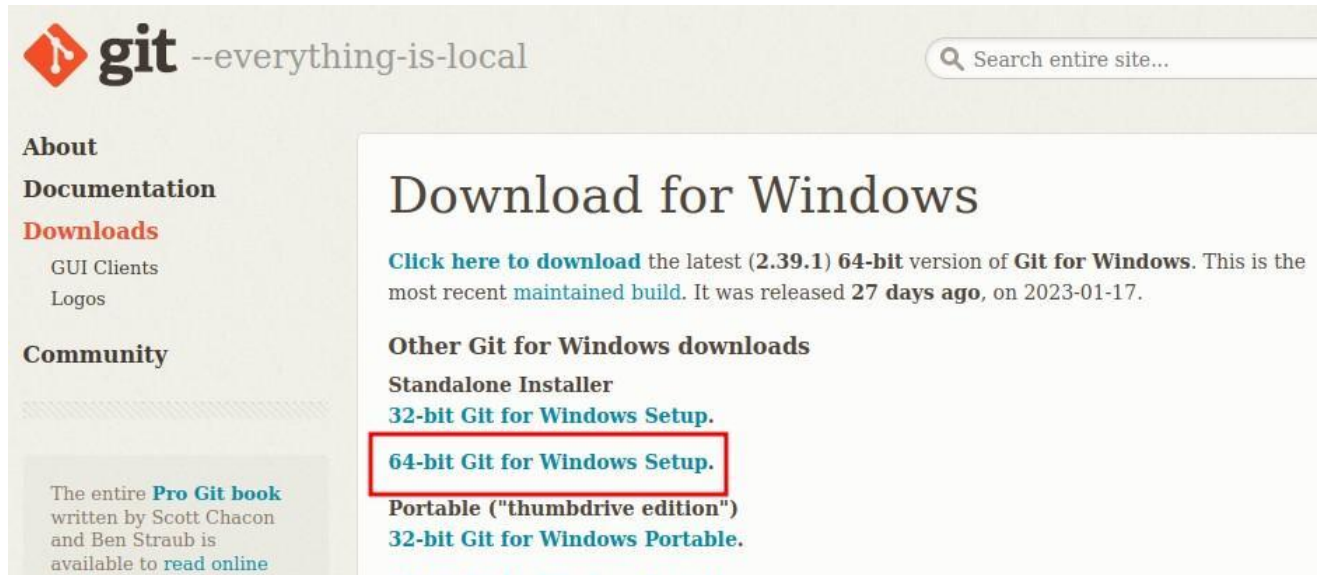 git --everything-is-local
Search entire site...
About
Documentation
Downloads
GUI Clients
Logos
Community
The entire Pro Git book
written by Scott Chacon
and Ben Straub is
available to read online
Download for Windows
Click here to download the latest (2.39.1) 64-bit version of Git for Windows. This is the
most recent maintained build. It was released 27 days ago, on 2023-01-17.
Other Git for Windows downloads
Standalone Installer
32-bit Git for Windows Setup.
64-bit Git for Windows Setup.
Portable ("thumbdrive edition")
32-bit Git for Windows Portable.